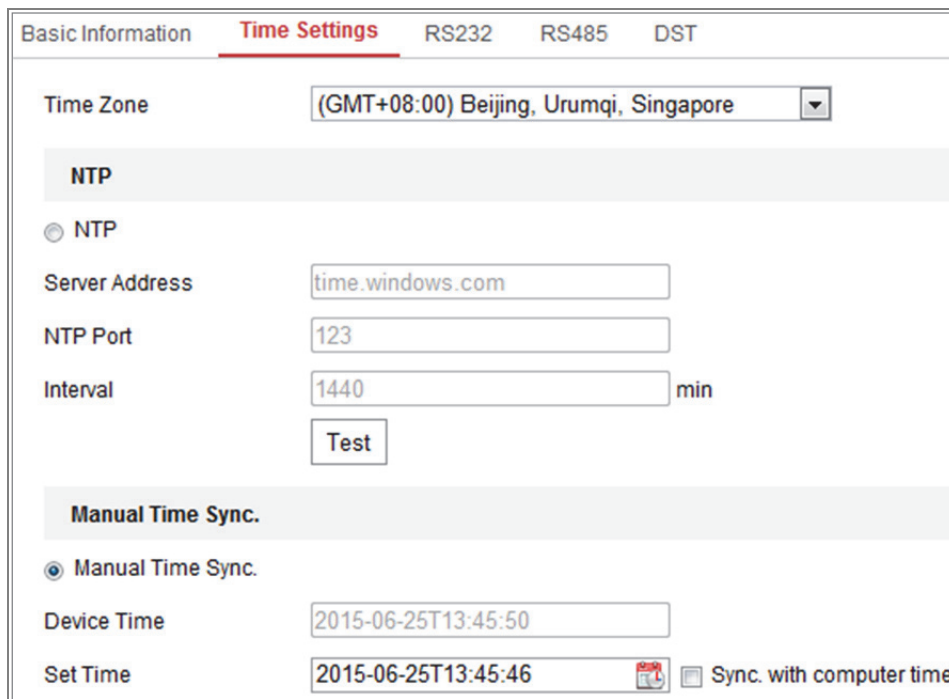 Basic Information Time Settings RS232 RS485 DST
Time Zone (GMT+08:00) Beijing, Urumqi, Singapore
NTP
NTP
Server Address time.windows.com
NTP Port 123
Interval 1440 min
Test
Manual Time Sync.
Manual Time Sync.
Device Time 2015-06-25T13:45:50
Set Time 2015-06-25T13:45:46 Sync. with computer time